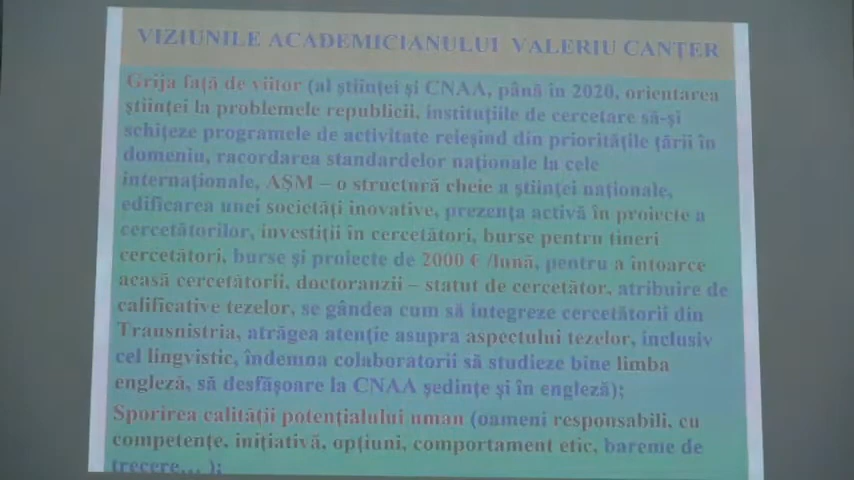 VIZIUNILE ACADEMICIANULUI VALERIU CANȚER
Grija față de viitor (al științei și CNAA, până în 2020, orientarea
științei la problemele republicii, instituțiile de cercetare să-și
schițeze programele de activitate reieșind din prioritățile țării în
domeniu, racordarea standardelor naționale la cele
internaționale, AȘM – o structură cheie a științei naționale,
edificarea unei societăți inovative, prezența activă în proiecte a
cercetătorilor, investiții în cercetători, burse pentru tineri
cercetători, burse și proiecte de 2000 € /lună, pentru a întoarce
acasă cercetătorii, doctoranzii – statut de cercetător, atribuire de
calificative tezelor, se gândea cum să integreze cercetătorii din
Transnistria, atrăgea atenție asupra aspectului tezelor, inclusiv
cel lingvistic, îndemna colaboratorii să studieze bine limba
engleză, să desfășoare la CNAA ședințe și în engleză);
Sporirea calității potențialului uman (oameni responsabili, cu
competențe, inițiativă, opțiuni, comportament etic, bareme de
trecere... );